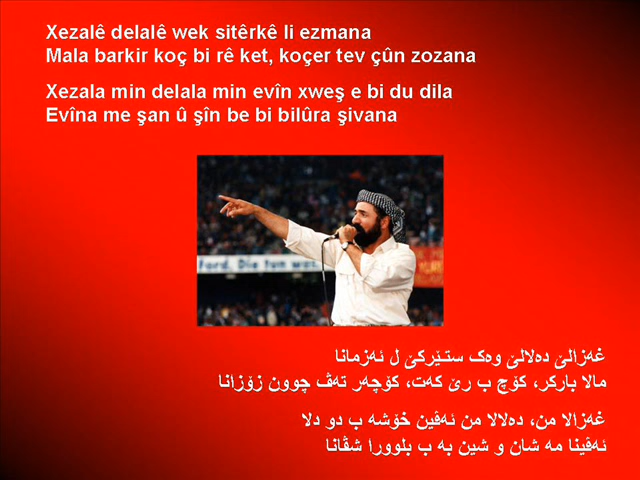 Xezalê delalê wek sitêrkê li ezmana
Mala barkir koç bi rê ket, koçer tev çûn zozana
Xezala min delala min evîn xweş e bi du dila
Evîna me şan û şîn be bi bilûra şivana
ford. Die tun was.
غەزالێ دەلالێ وەک ستـێرکێ ل ئەزمانا
مالا بارکر، کۆچ ب رێ کەت، کۆچەر تەڤ چوون زۆزانا
غەزالا من، دەلالا من ئەڤین خۆشە ب دو دلا
ئەڤینا مە شان و شین بە ب بلوورا شڤانا